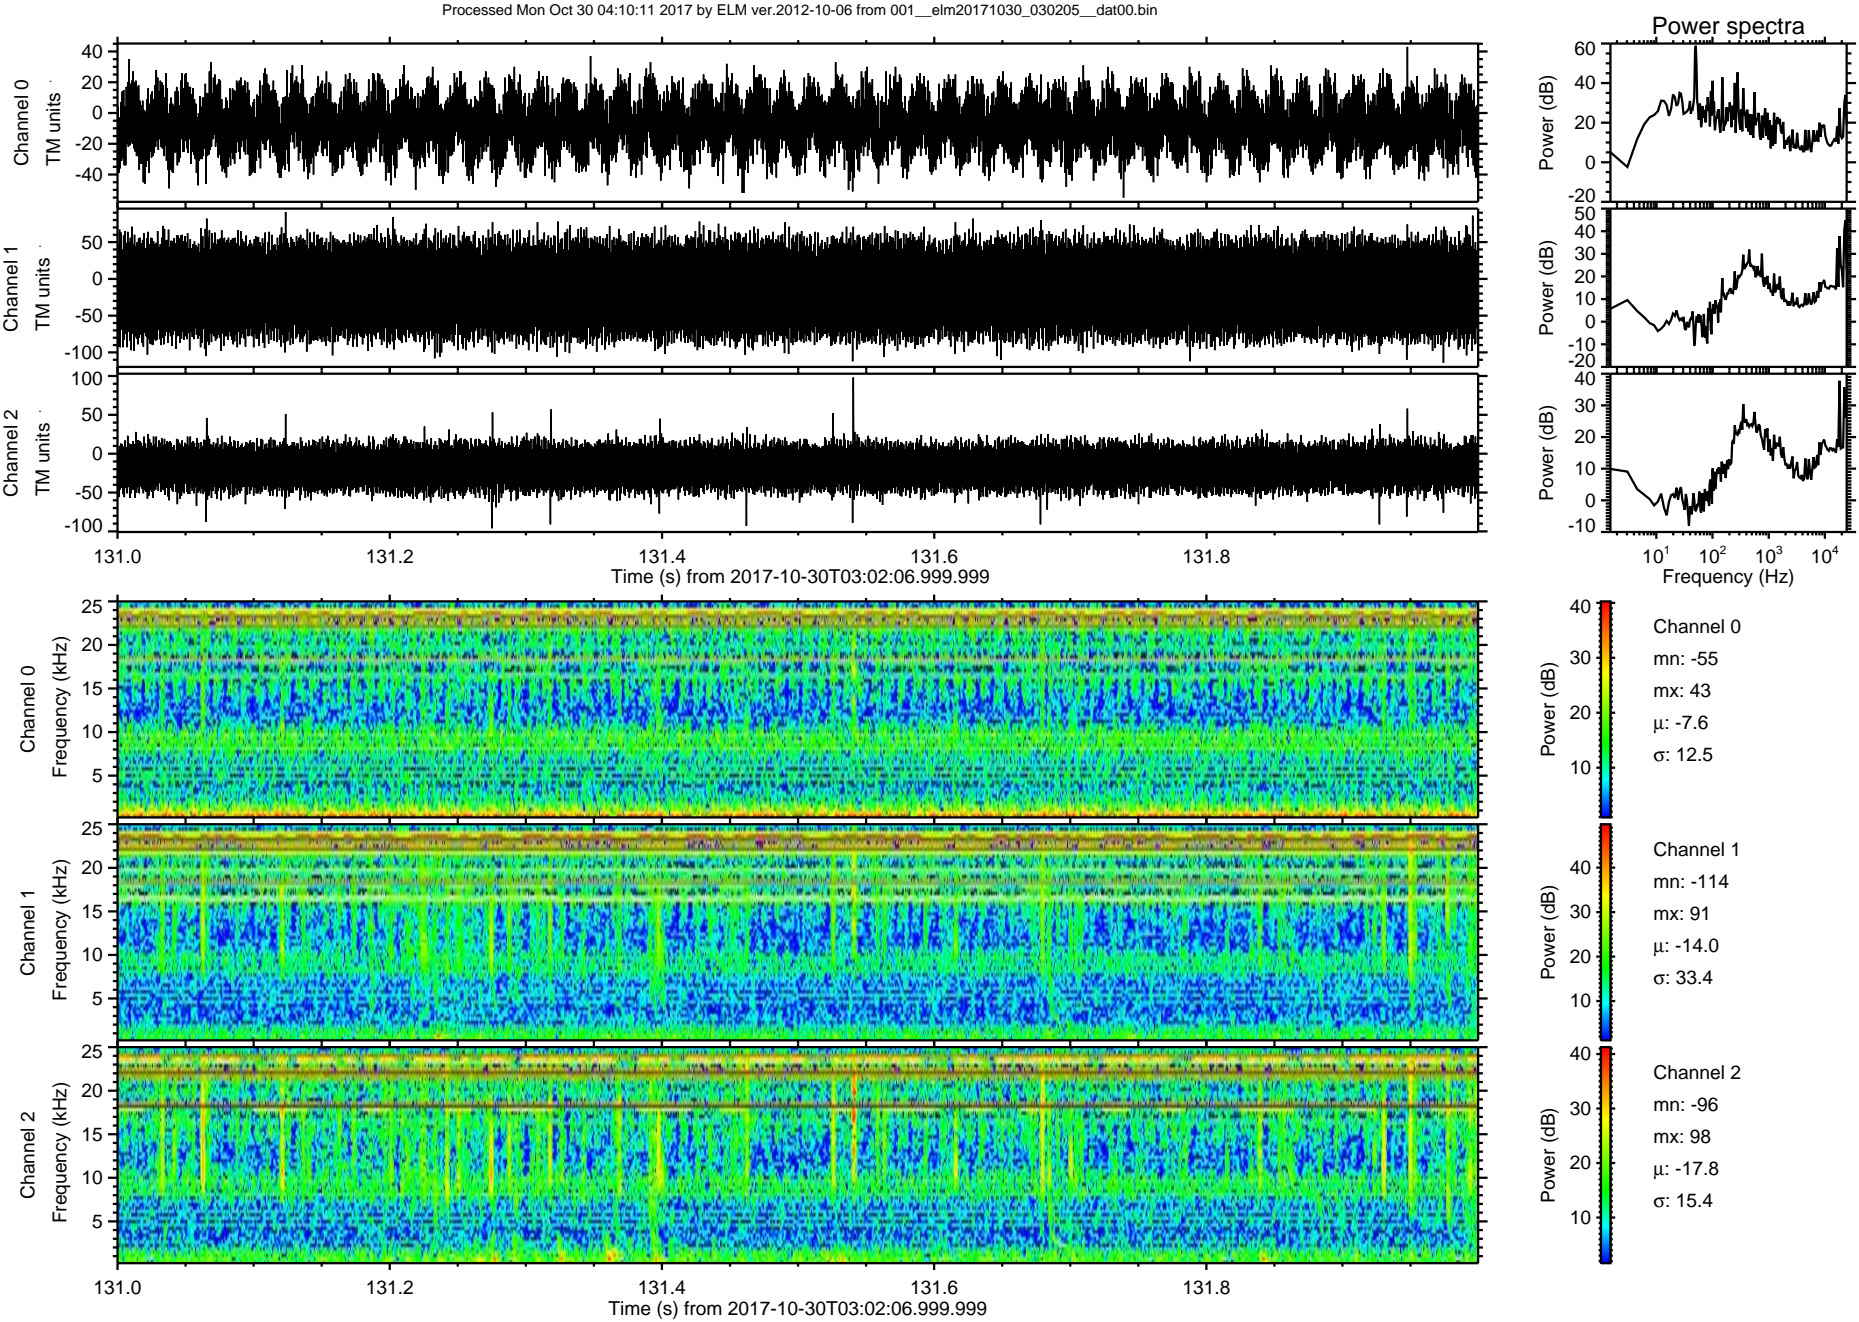 Processed Mon Oct 30 04:10:11 2017 by ELM ver.2012-10-06 from 001__elm20171030_030205__dat00.bin
Power spectra
Channel 0
TM units
40
20
0
-20
-40
Power (dB)
60
40
20
0
-20
Channel 1
TM units
50
0
-50
-100
Power (dB)
50
40
30
20
10
0
-10
-20
Channel 2
TM units
100
50
0
-50
-100
Power (dB)
40
30
20
10
0
-10
131.0 131.2 131.4 131.6 131.8
Time (s) from 2017-10-30T03:02:06.999.999
10¹ 10² 10³ 10⁴
Frequency (Hz)
Channel 0
Frequency (kHz)
25
20
15
10
5
Power (dB)
40
30
20
10
Channel 0
mn: -55
mx: 43
μ: -7.6
σ: 12.5
Channel 1
Frequency (kHz)
25
20
15
10
5
Power (dB)
40
30
20
10
Channel 1
mn: -114
mx: 91
μ: -14.0
σ: 33.4
Channel 2
Frequency (kHz)
25
20
15
10
5
Power (dB)
40
30
20
10
Channel 2
mn: -96
mx: 98
μ: -17.8
σ: 15.4
131.0 131.2 131.4 131.6 131.8
Time (s) from 2017-10-30T03:02:06.999.999